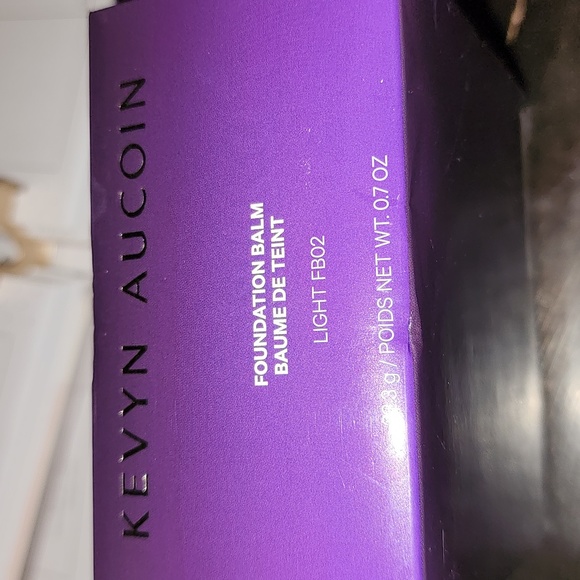 KEVYN AUCOIN
FOUNDATION BALM
BAUME DE TEINT
LIGHT FB02
g / POIDS NET WT. 0.7 OZ